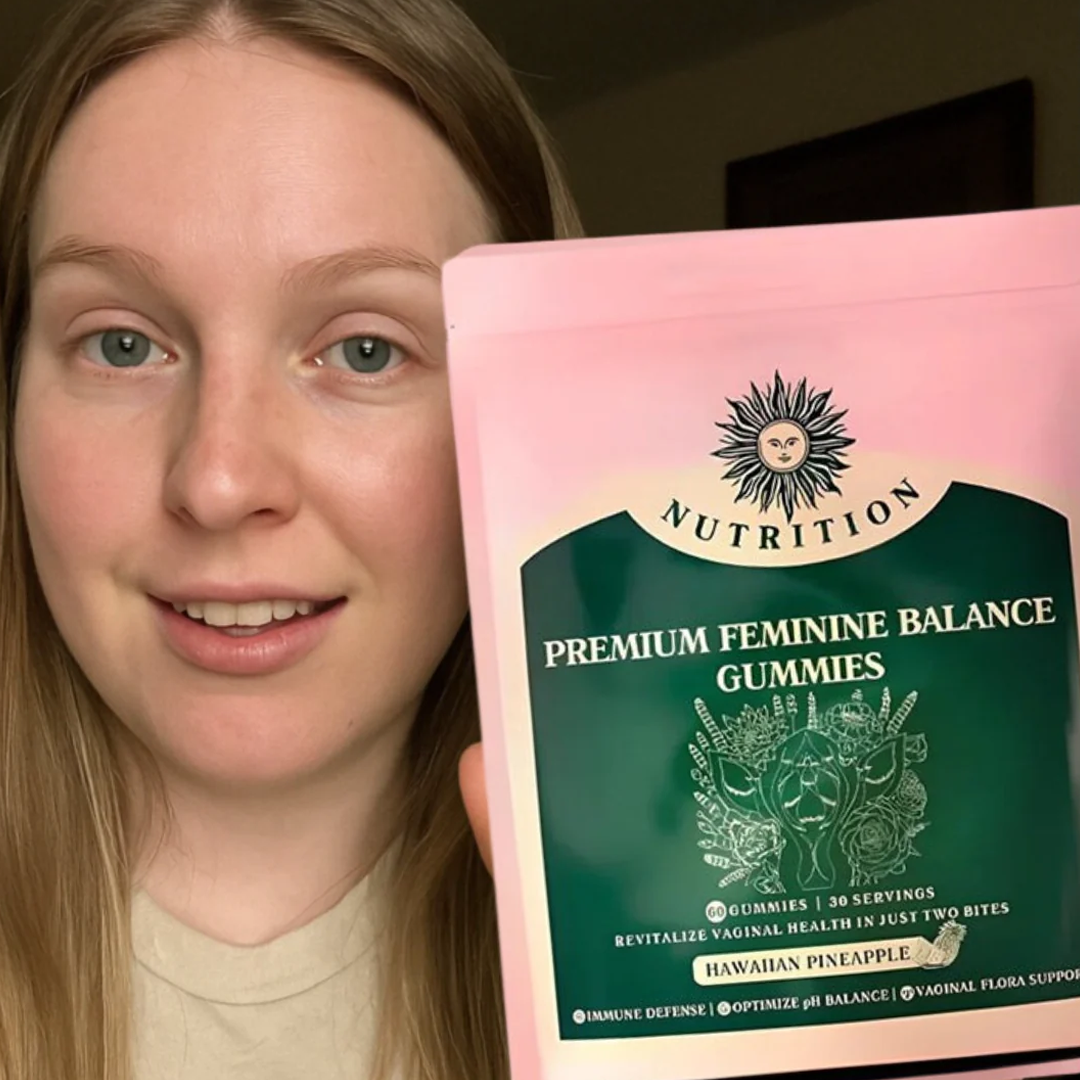 NUTRITION
PREMIUM FEMININE BALANCE
GUMMIES
60 GUMMIES | 30 SERVINGS
REVITALIZE VAGINAL HEALTH IN JUST TWO BITES
HAWAIIAN PINEAPPLE
IMMUNE DEFENSE | OPTIMIZE pH BALANCE | VAGINAL FLORA SUPPOR